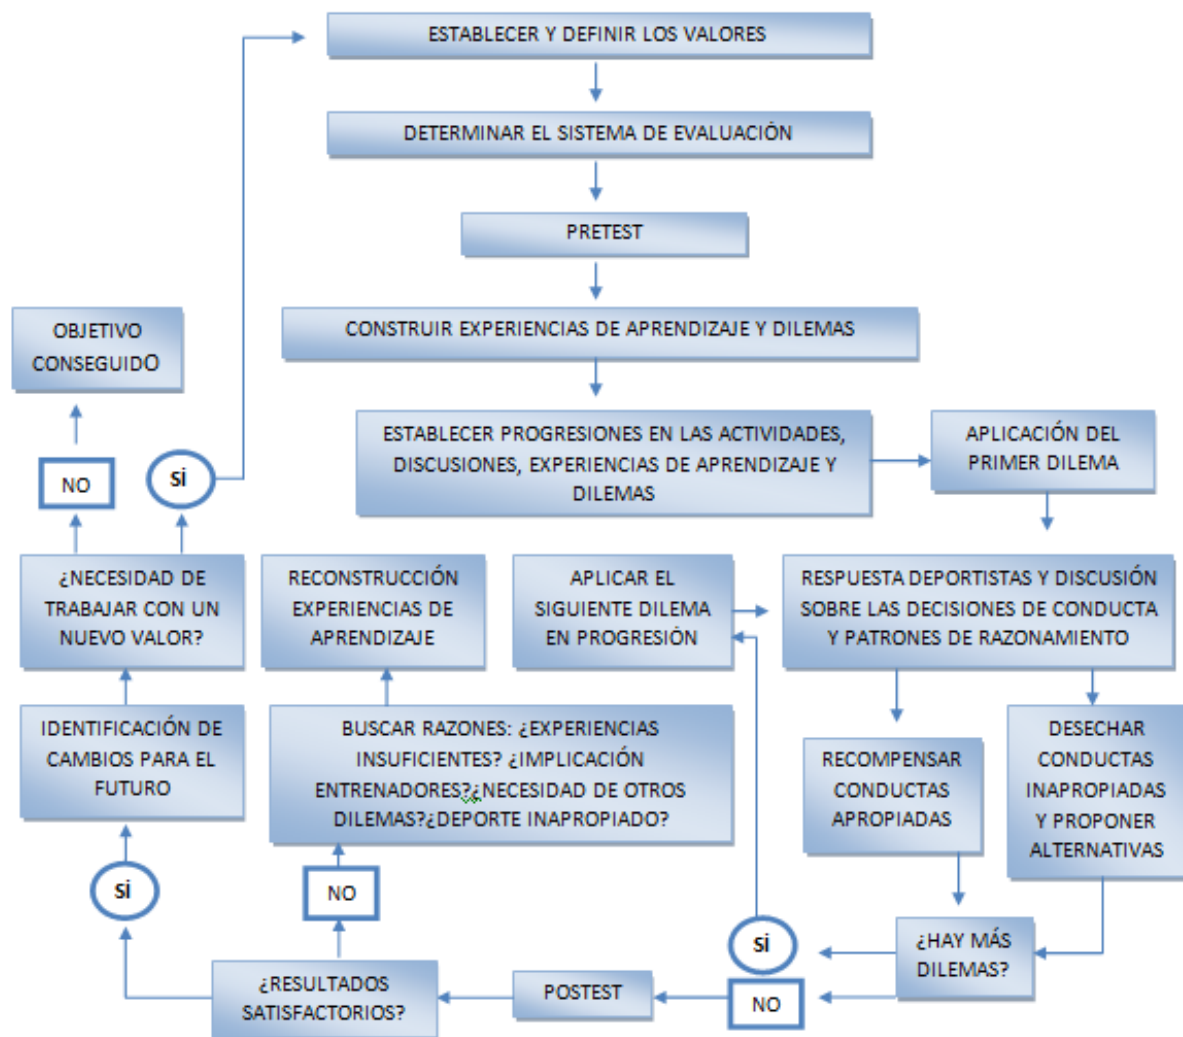 ESTABLECER Y DEFINIR LOS VALORES
DETERMINAR EL SISTEMA DE EVALUACIÓN
PRETEST
CONSTRUIR EXPERIENCIAS DE APRENDIZAJE Y DILEMAS
OBJETIVO
CONSEGUIDO
ESTABLECER PROGRESIONES EN LAS ACTIVIDADES,
DISCUSIONES, EXPERIENCIAS DE APRENDIZAJE Y
DILEMAS
APLICACIÓN DEL
PRIMER DILEMA
NO
SÍ
¿NECESIDAD DE
TRABAJAR CON UN
NUEVO VALOR?
RECONSTRUCCIÓN
EXPERIENCIAS DE
APRENDIZAJE
APLICAR EL
SIGUIENTE DILEMA
EN PROGRESIÓN
RESPUESTA DEPORTISTAS Y DISCUSIÓN
SOBRE LAS DECISIONES DE CONDUCTA
Y PATRONES DE RAZONAMIENTO
IDENTIFICACIÓN DE
CAMBIOS PARA EL
FUTURO
BUSCAR RAZONES: ¿EXPERIENCIAS
INSUFICIENTES? ¿IMPLICACIÓN
ENTRENADORES?¿NECESIDAD DE OTROS
DILEMAS?¿DEPORTE INAPROPIADO?
RECOMPENSAR
CONDUCTAS
APROPIADAS
DESECHAR
CONDUCTAS
INAPROPIADAS
Y PROPONER
ALTERNATIVAS
SÍ
NO
SÍ
¿HAY MÁS
DILEMAS?
¿RESULTADOS
SATISFACTORIOS?
POSTEST
NO